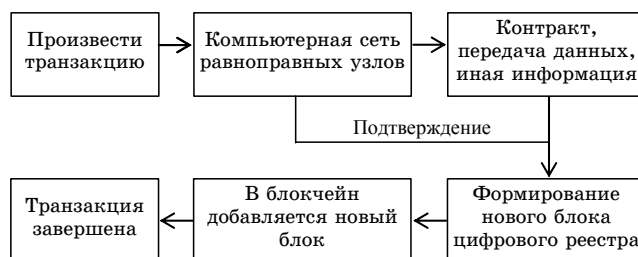 Произвести
транзакцию
Компьютерная сеть
равноправных узлов
Контракт,
передача данных,
иная информация
Подтверждение
Транзакция
завершена
В блокчейн
добавляется новый
блок
Формирование
нового блока
цифрового реестра